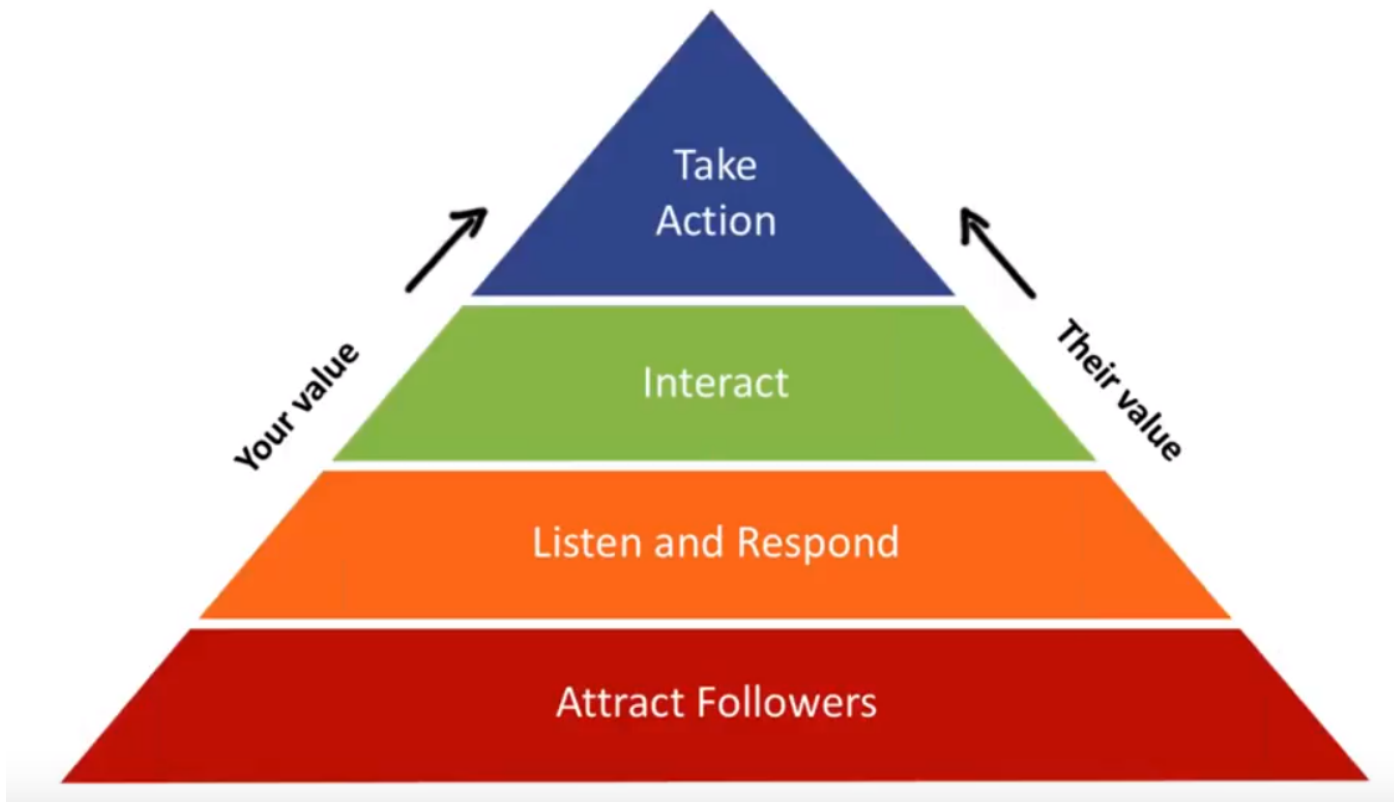 Take
Action
Interact
Your value
Their value
Listen and Respond
Attract Followers